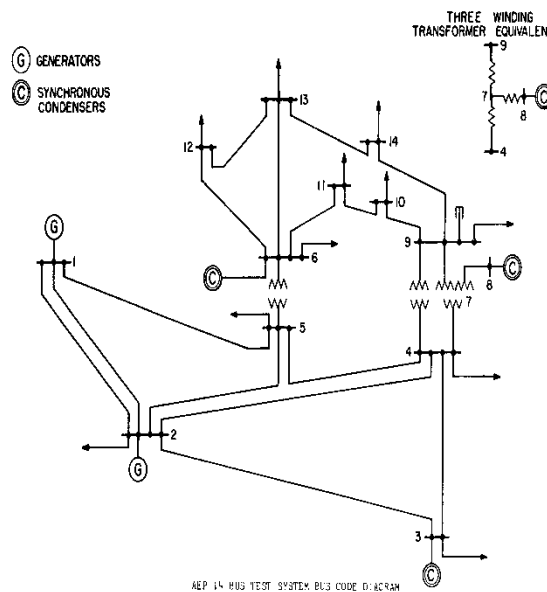 THREE WINDING
TRANSFORMER EQUIVALEN
9
7
C
8
4
G GENERATORS
C SYNCHRONOUS
CONDENSERS
13
14
12
11
10
G
1
9
C
6
8
C
7
5
4
2
G
3
C
AEP 14 BUS TEST SYSTEM BUS CODE DIAGRAM